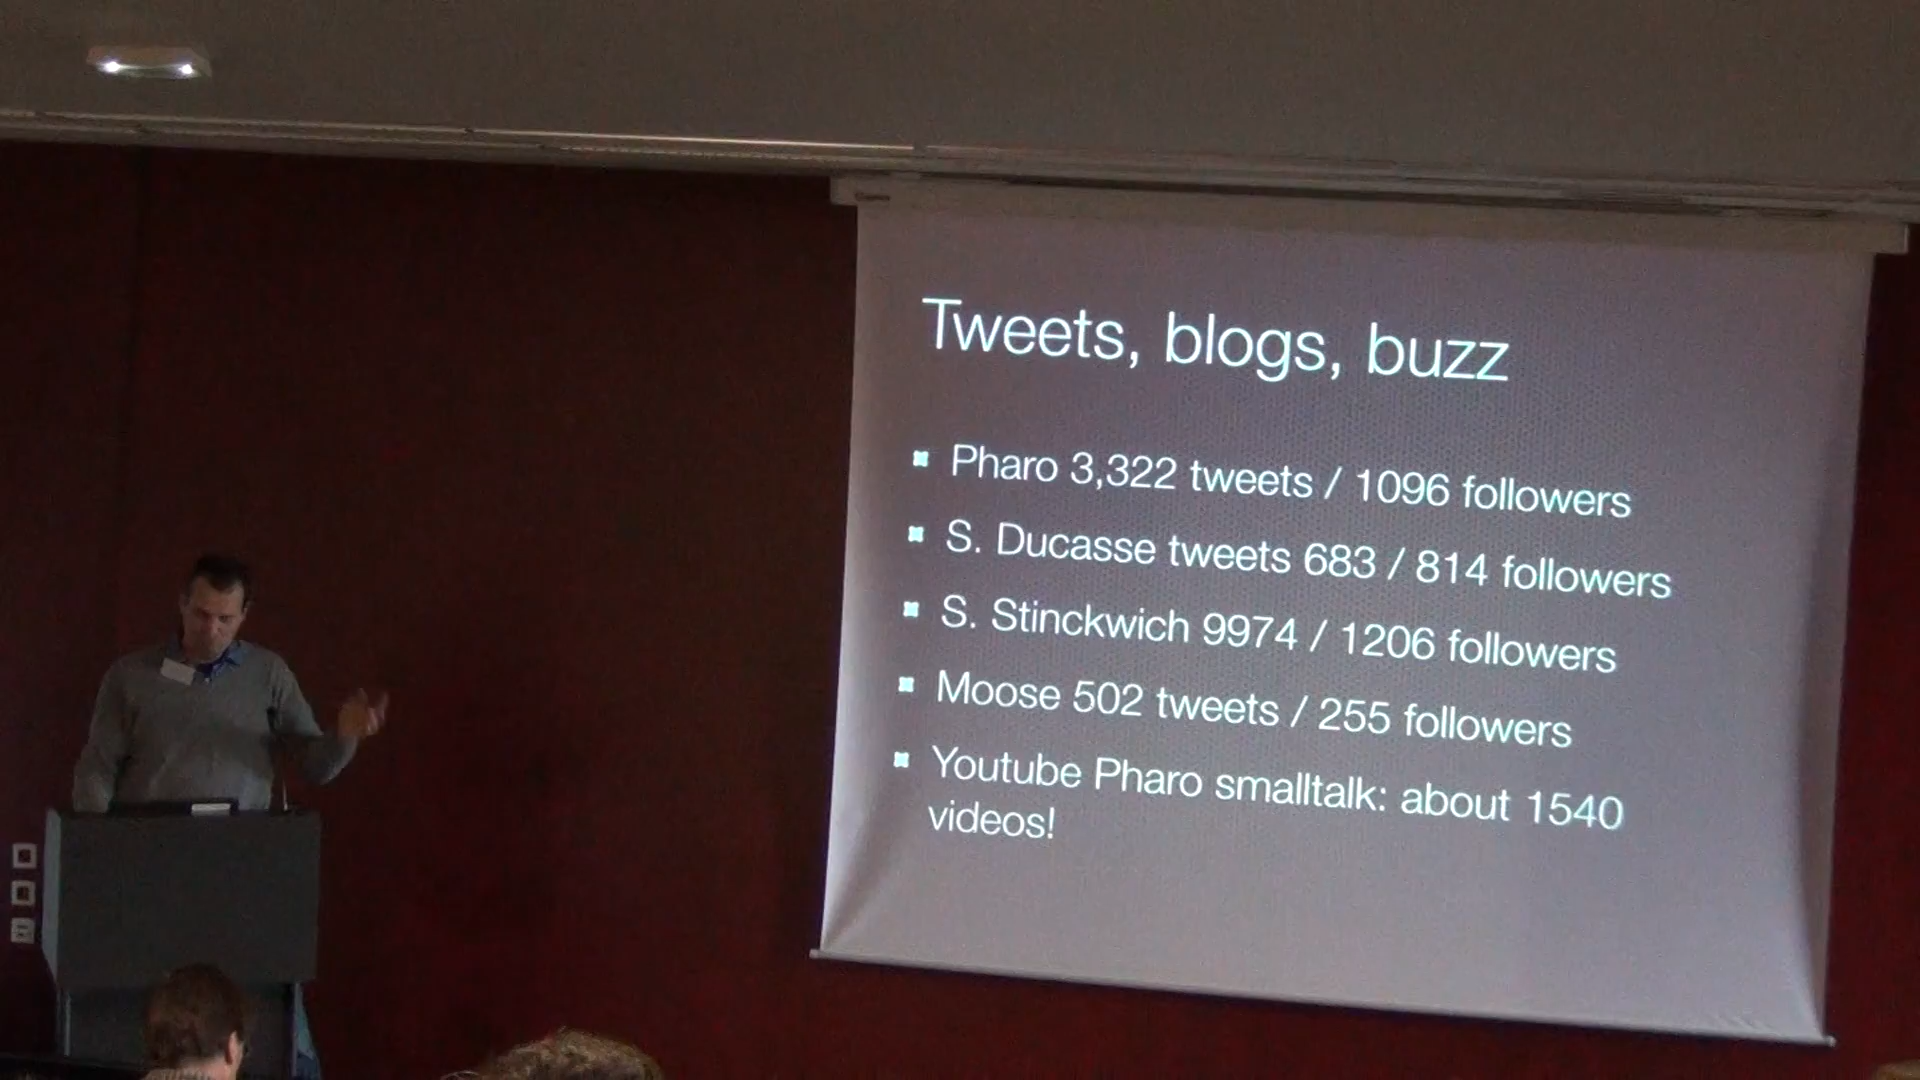 Tweets, blogs, buzz
Pharo 3,322 tweets / 1096 followers
S. Ducasse tweets 683 / 814 followers
S. Stinckwich 9974 / 1206 followers
Moose 502 tweets / 255 followers
Youtube Pharo smalltalk: about 1540
videos!